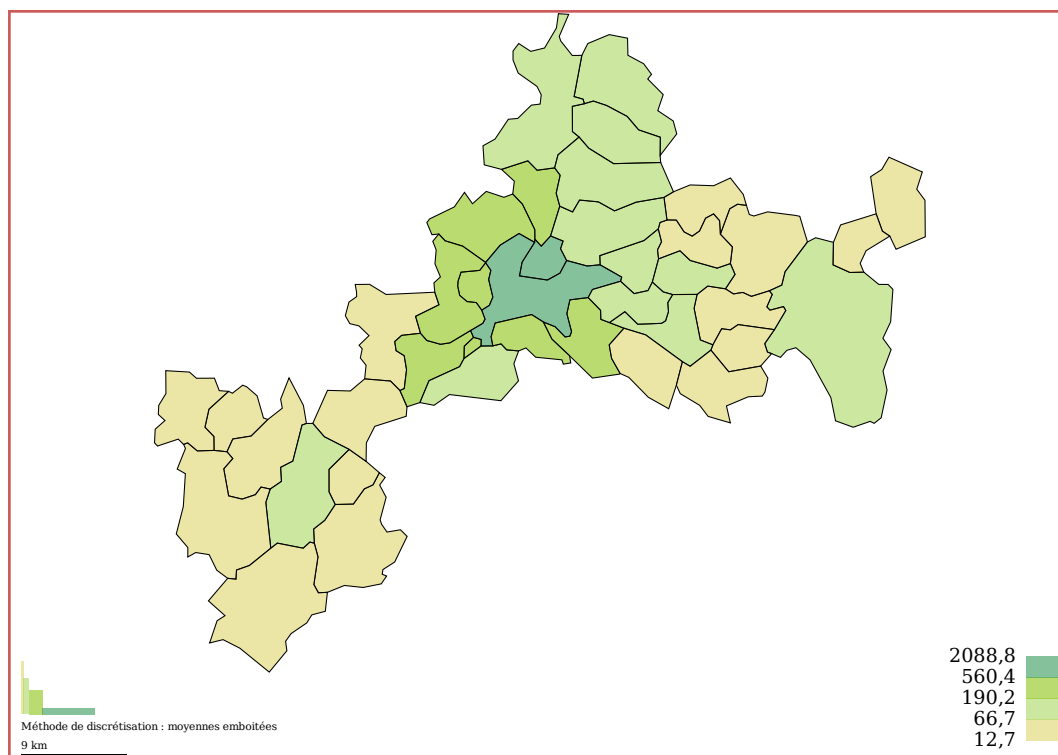 2088,8
560,4
190,2
66,7
12,7
Méthode de discrétisation : moyennes emboitées
9 km